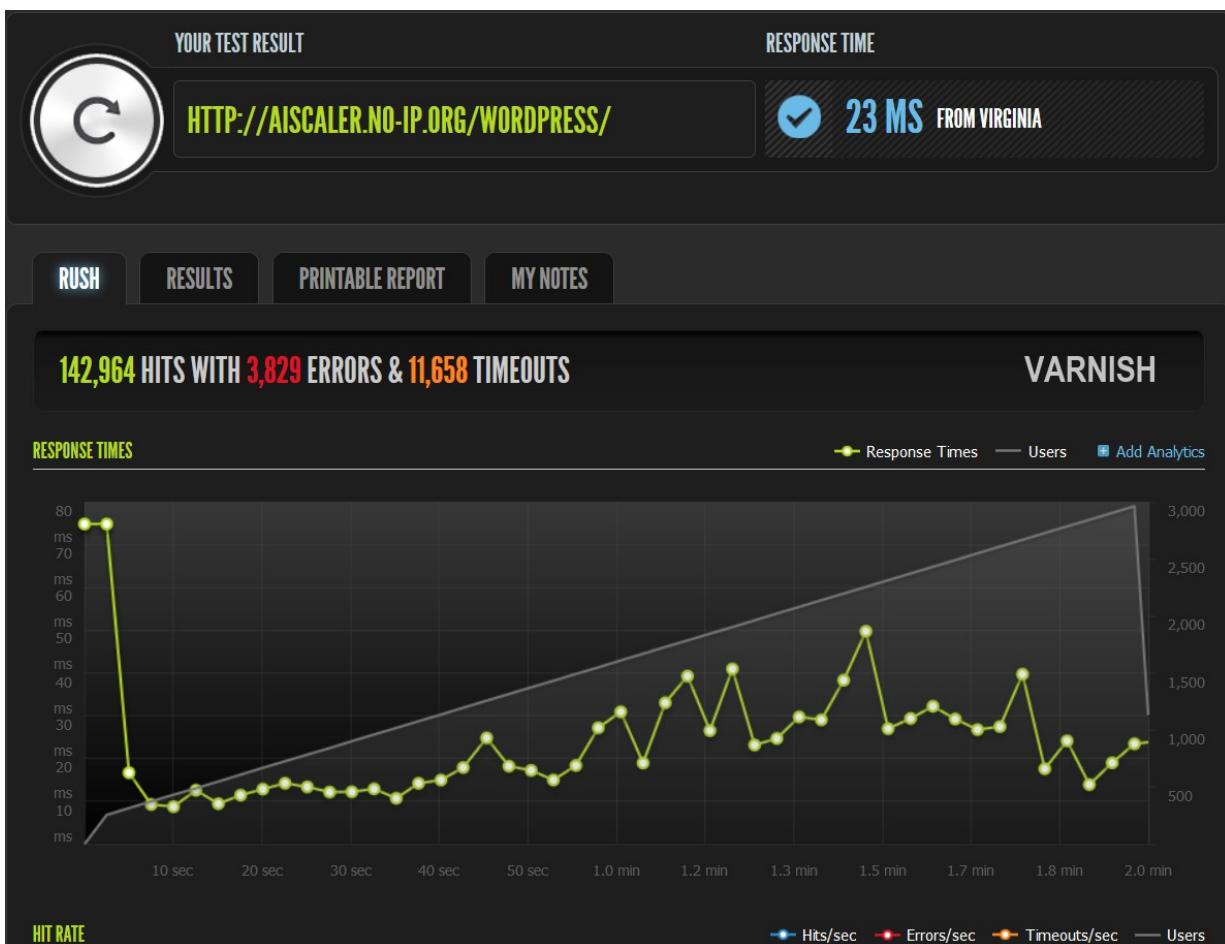 YOUR TEST RESULT
RESPONSE TIME
HTTP://AISCALER.NO-IP.ORG/WORDPRESS/
23 MS FROM VIRGINIA
RUSH
RESULTS
PRINTABLE REPORT
MY NOTES
142,964 HITS WITH 3,829 ERRORS & 11,658 TIMEOUTS
VARNISH
RESPONSE TIMES
Response Times
Users
Add Analytics
80
ms
70
ms
60
ms
50
ms
40
ms
30
ms
20
ms
10
ms
3,000
2,500
2,000
1,500
1,000
500
10 sec
20 sec
30 sec
40 sec
50 sec
1.0 min
1.2 min
1.3 min
1.5 min
1.7 min
1.8 min
2.0 min
HIT RATE
Hits/sec
Errors/sec
Timeouts/sec
Users